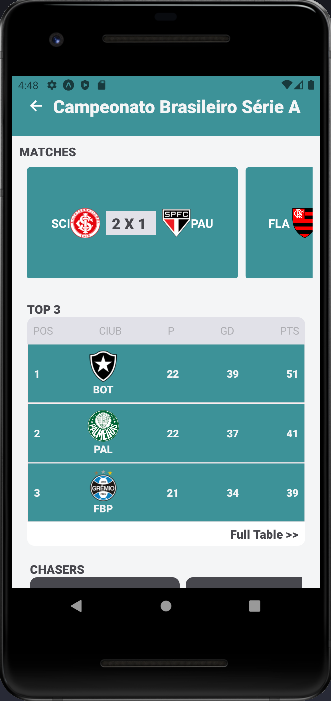 4:48
← Campeonato Brasileiro Série A
MATCHES
SCI 2 X 1 SPFC PAU FLA
TOP 3
POS CIUB P GD PTS
1 BOT 22 39 51
2 PAL 22 37 41
3 GRÊMIO FBP 21 34 39
Full Table >>
CHASERS